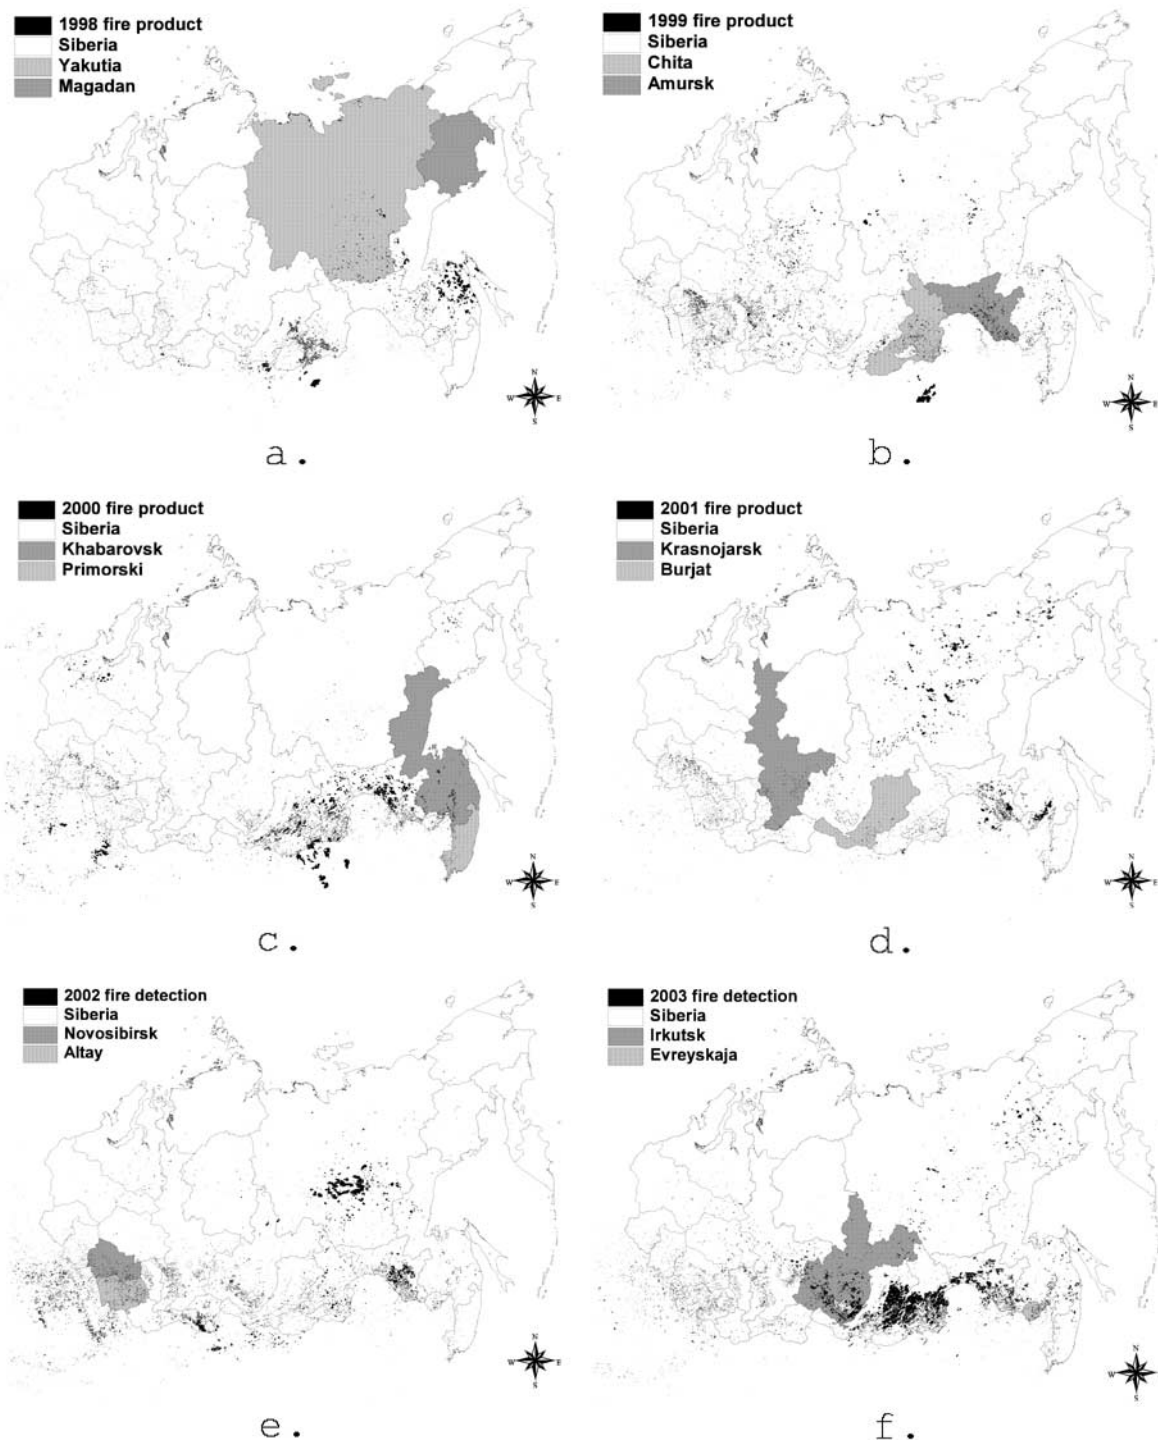 1998 fire product
Siberia
Yakutia
Magadan
N
W
E
S
a.
1999 fire product
Siberia
Chita
Amursk
N
W
E
S
b.
2000 fire product
Siberia
Khabarovsk
Primorski
N
W
E
S
c.
2001 fire product
Siberia
Krasnojarsk
Burjat
N
W
E
S
d.
2002 fire detection
Siberia
Novosibirsk
Altay
N
W
E
S
e.
2003 fire detection
Siberia
Irkutsk
Evreyskaja
N
W
E
S
f.